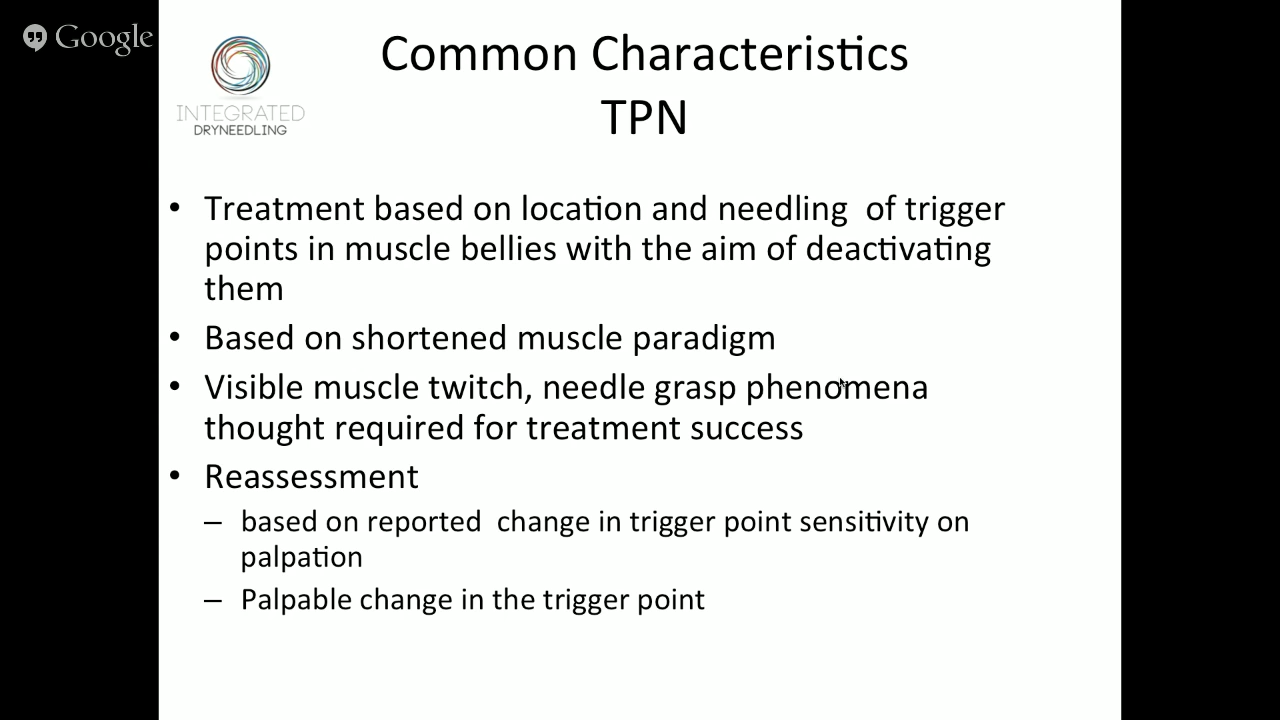 Google
INTEGRATED
DRYNEEDLING
Common Characteristics
TPN
• Treatment based on location and needling of trigger
points in muscle bellies with the aim of deactivating
them
• Based on shortened muscle paradigm
• Visible muscle twitch, needle grasp phenomena
thought required for treatment success
• Reassessment
– based on reported change in trigger point sensitivity on
palpation
– Palpable change in the trigger point